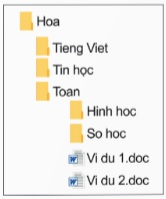 Hoa
Tieng Viet
Tin học
Toan
Hinh hoc
So hoc
Vi du 1.doc
Vi du 2.doc